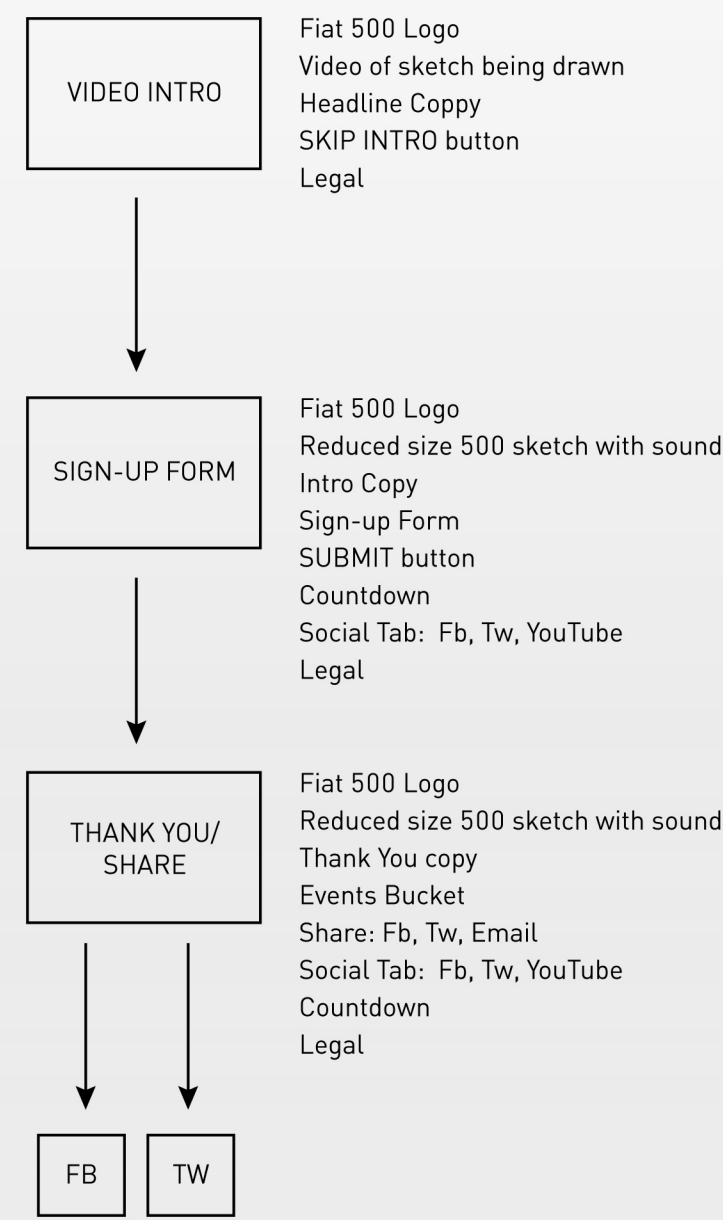 VIDEO INTRO
Fiat 500 Logo
Video of sketch being drawn
Headline Coppy
SKIP INTRO button
Legal
SIGN-UP FORM
Fiat 500 Logo
Reduced size 500 sketch with sound
Intro Copy
Sign-up Form
SUBMIT button
Countdown
Social Tab:  Fb, Tw, YouTube
Legal
THANK YOU/
SHARE
Fiat 500 Logo
Reduced size 500 sketch with sound
Thank You copy
Events Bucket
Share: Fb, Tw, Email
Social Tab:  Fb, Tw, YouTube
Countdown
Legal
FB
TW